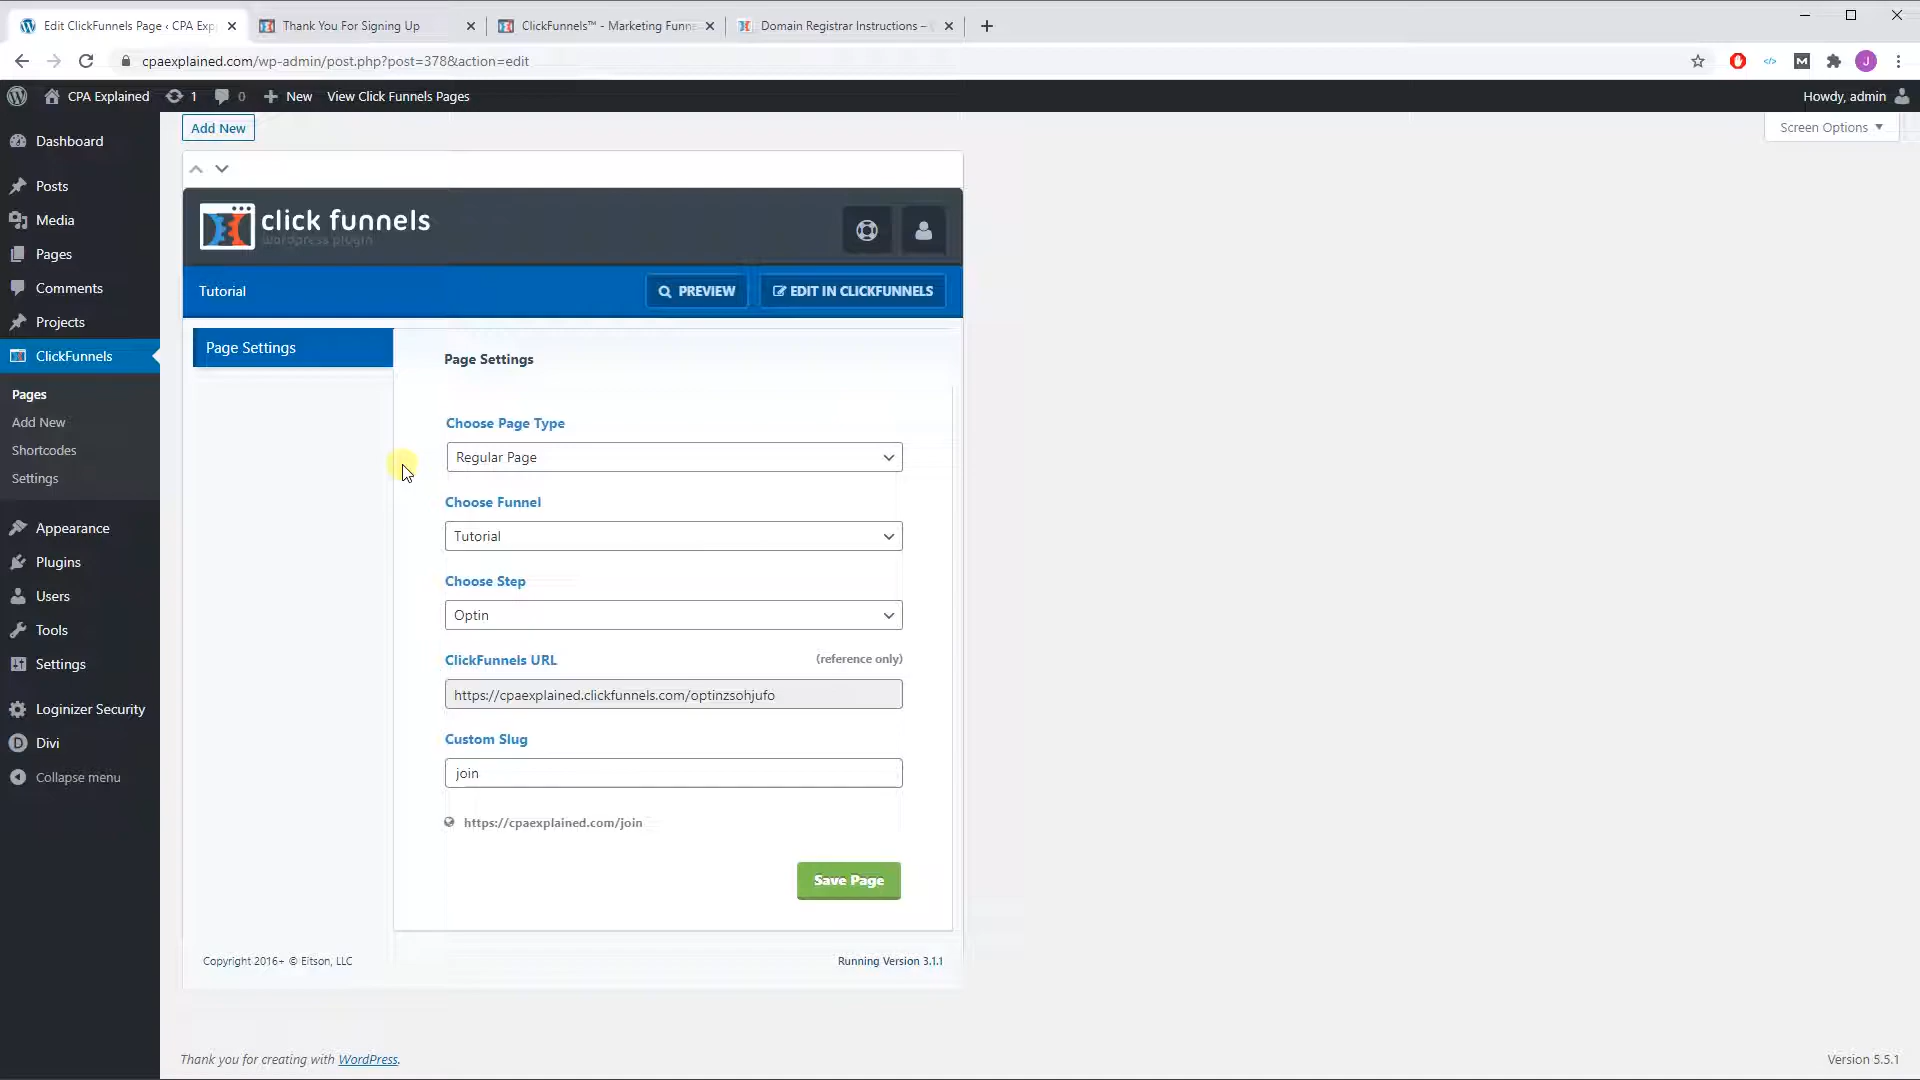 Edit ClickFunnels Page ‹ CPA Exp
Thank You For Signing Up
ClickFunnels™ - Marketing Funne
Domain Registrar Instructions –
cpaexplained.com/wp-admin/post.php?post=378&action=edit
J
CPA Explained
1
0
New
View Click Funnels Pages
Howdy, admin
Screen Options
Add New
Dashboard
Posts
Media
Pages
Comments
Projects
ClickFunnels
Pages
Add New
Shortcodes
Settings
Appearance
Plugins
Users
Tools
Settings
Loginizer Security
Divi
Collapse menu
click funnels
wordpress plugin
Tutorial
PREVIEW
EDIT IN CLICKFUNNELS
Page Settings
Page Settings
Choose Page Type
Regular Page
Choose Funnel
Tutorial
Choose Step
Optin
ClickFunnels URL
(reference only)
https://cpaexplained.clickfunnels.com/optinzsohjufo
Custom Slug
join
https://cpaexplained.com/join
Save Page
Copyright 2016+ © Eitson, LLC
Running Version 3.1.1
Thank you for creating with WordPress.
Version 5.5.1